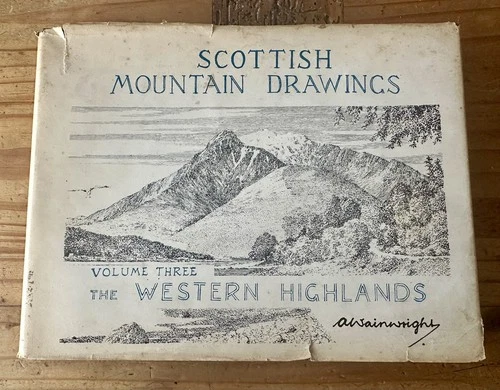 SCOTTISH
MOUNTAIN DRAWINGS
VOLUME THREE
THE WESTERN HIGHLANDS
AWainwright